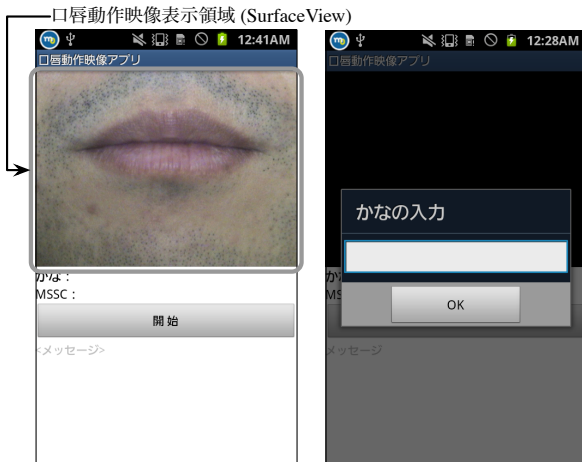 口唇動作映像表示領域 (SurfaceView)
12:41AM
口唇動作映像アプリ
かな：
MSSC：
開始
<メッセージ>
12:28AM
口唇動作映像アプリ
かなの入力
OK
か
MS
メッセージ